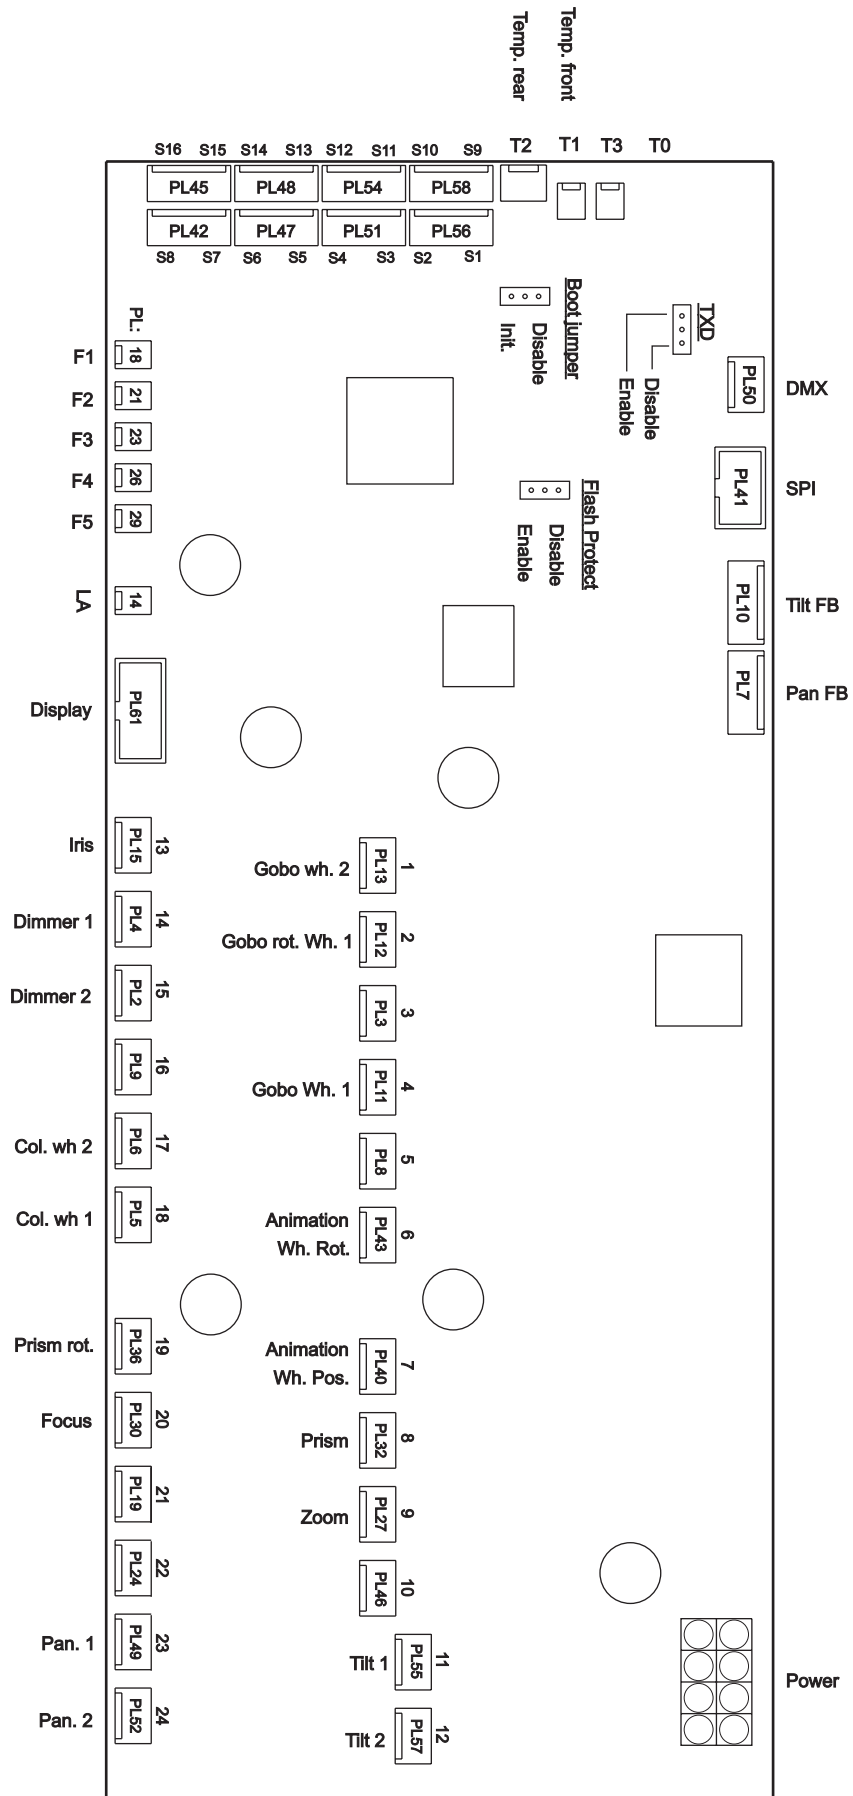 Temp. rear
Temp. front
S16 S15 S14 S13 S12 S11 S10 S9 T2 T1 T3 T0
PL45 PL48 PL54 PL58
PL42 PL47 PL51 PL56
S8 S7 S6 S5 S4 S3 S2 S1
Boot jumper
Disable
Init.
TXD
Disable
Enable
PL:
F1 18
F2 21
F3 23
F4 26
F5 29
LA 14
PL50 DMX
PL41 SPI
Flash Protect
Disable
Enable
PL10 Tilt FB
PL7 Pan FB
Display PL61
Iris PL15 13
Dimmer 1 PL4 14
Dimmer 2 PL2 15
PL9 16
Col. wh 2 PL6 17
Col. wh 1 PL5 18
Prism rot. PL36 19
Focus PL30 20
PL19 21
PL24 22
Pan. 1 PL49 23
Pan. 2 PL52 24
Gobo wh. 2 PL13 1
Gobo rot. Wh. 1 PL12 2
PL3 3
Gobo Wh. 1 PL11 4
PL8 5
Animation
Wh. Rot. PL43 6
Animation
Wh. Pos. PL40 7
Prism PL32 8
Zoom PL27 9
PL46 10
Tilt 1 PL55 11
Tilt 2 PL57 12
Power